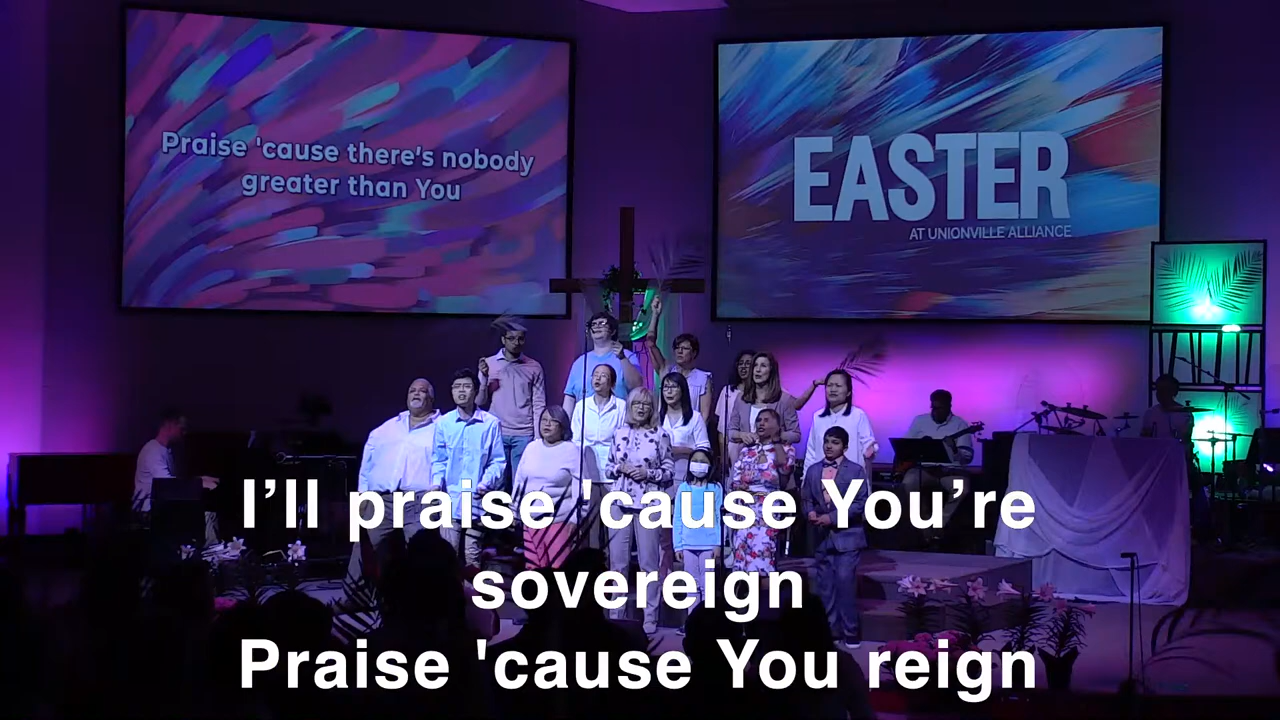 Praise 'cause there's nobody
greater than You
EASTER
AT UNIONVILLE ALLIANCE
I’ll praise 'cause You’re
sovereign
Praise 'cause You reign